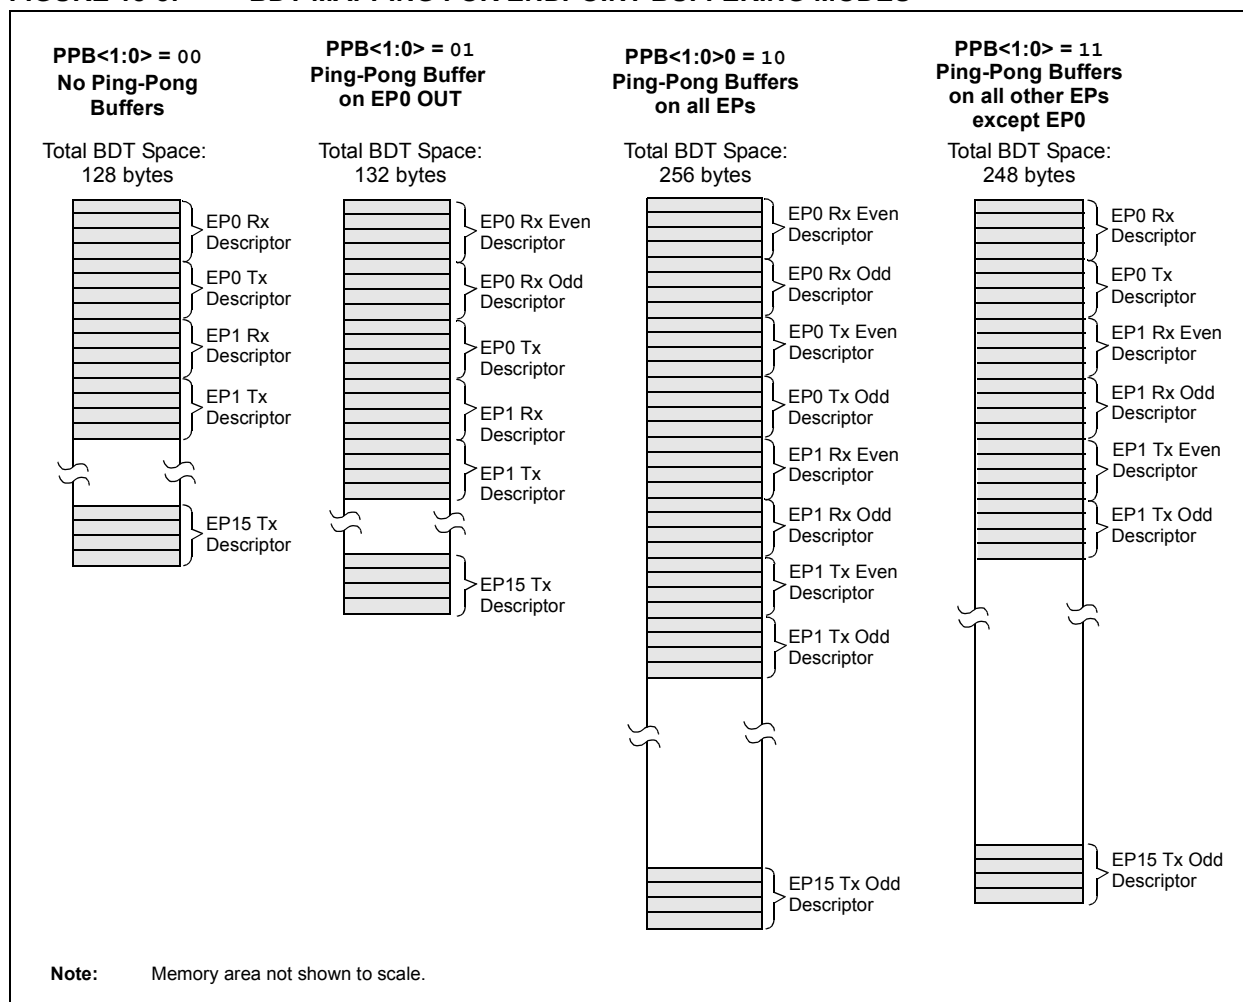 PPB<1:0> = 00
No Ping-Pong
Buffers
Total BDT Space:
128 bytes
EP0 Rx
Descriptor
EP0 Tx
Descriptor
EP1 Rx
Descriptor
EP1 Tx
Descriptor
EP15 Tx
Descriptor
PPB<1:0> = 01
Ping-Pong Buffer
on EP0 OUT
Total BDT Space:
132 bytes
EP0 Rx Even
Descriptor
EP0 Rx Odd
Descriptor
EP0 Tx
Descriptor
EP1 Rx
Descriptor
EP1 Tx
Descriptor
EP15 Tx
Descriptor
PPB<1:0>0 = 10
Ping-Pong Buffers
on all EPs
Total BDT Space:
256 bytes
EP0 Rx Even
Descriptor
EP0 Rx Odd
Descriptor
EP0 Tx Even
Descriptor
EP0 Tx Odd
Descriptor
EP1 Rx Even
Descriptor
EP1 Rx Odd
Descriptor
EP1 Tx Even
Descriptor
EP1 Tx Odd
Descriptor
EP15 Tx Odd
Descriptor
PPB<1:0> = 11
Ping-Pong Buffers
on all other EPs
except EP0
Total BDT Space:
248 bytes
EP0 Rx
Descriptor
EP0 Tx
Descriptor
EP1 Rx Even
Descriptor
EP1 Rx Odd
Descriptor
EP1 Tx Even
Descriptor
EP1 Tx Odd
Descriptor
EP15 Tx Odd
Descriptor
Note: Memory area not shown to scale.